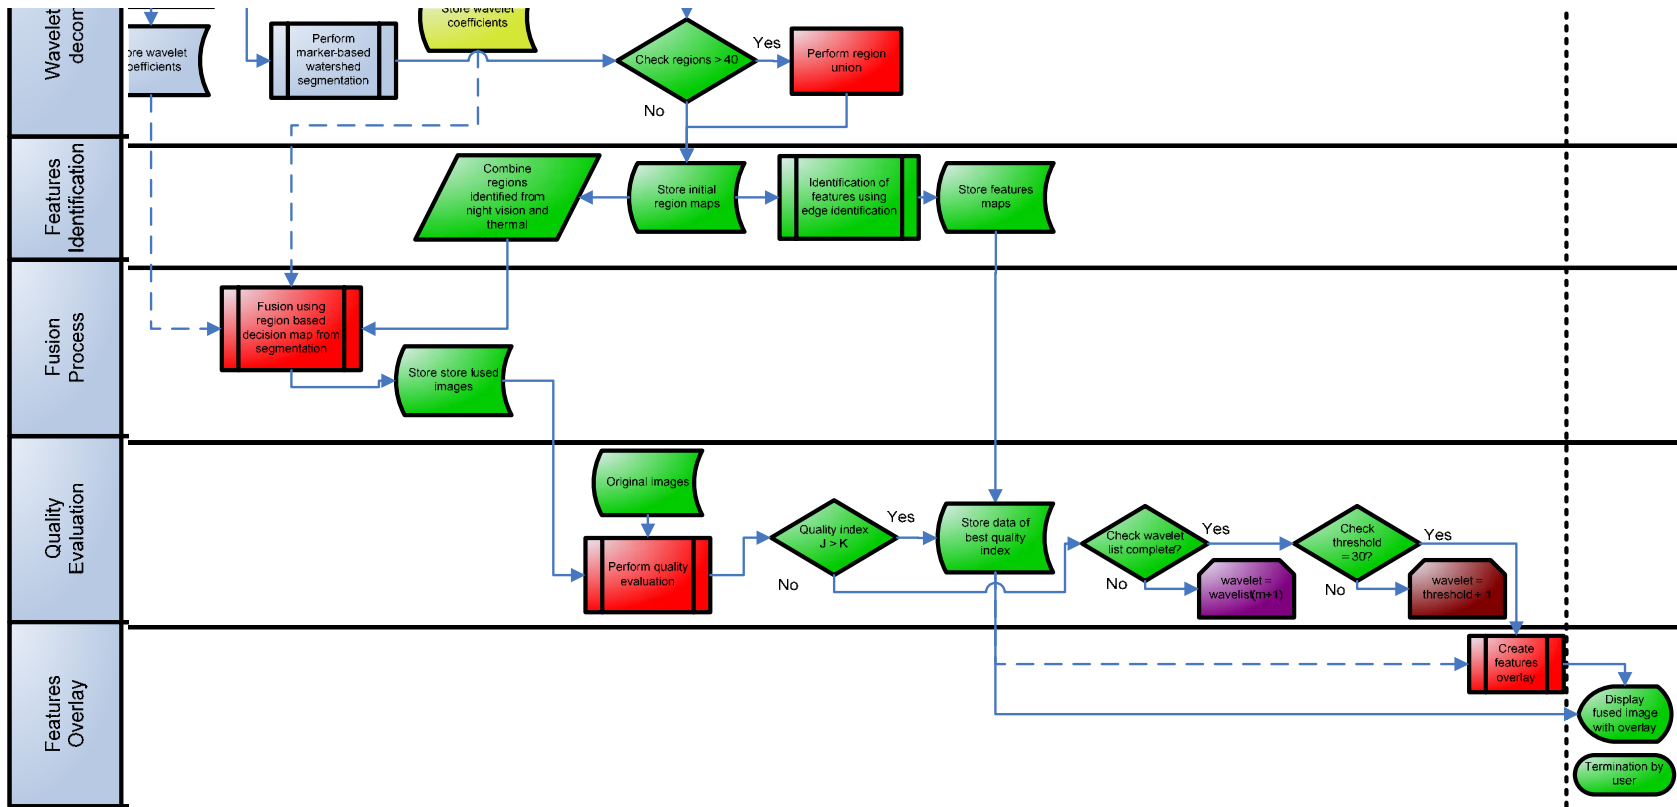 Wavelet
decom
ore wavelet
oefficients
Perform
marker-based
watershed
segmentation
Store wavelet
coefficients
Check regions > 40
Yes
No
Perform region
union
Features
Identification
Combine
regions
identified from
night vision and
thermal
Store initial
region maps
Identification of
features using
edge identification
Store features
maps
Fusion
Process
Fusion using
region based
decision map from
segmentation
Store store fused
images
Quality
Evaluation
Original images
Perform quality
evaluation
Quality index
J > K
Yes
No
Store data of
best quality
index
Check wavelet
list complete?
Yes
No
wavelet =
wavelist(m+1)
Check
threshold
= 30?
Yes
No
wavelet =
threshold + 1
Features
Overlay
Create
features
overlay
Display
fused image
with overlay
Termination by
user